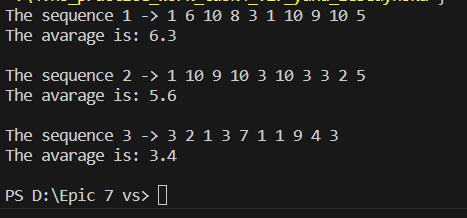 The sequence 1 -> 1 6 10 8 3 1 10 9 10 5
The avarage is: 6.3
The sequence 2 -> 1 10 9 10 3 10 3 3 2 5
The avarage is: 5.6
The sequence 3 -> 3 2 1 3 7 1 1 9 4 3
The avarage is: 3.4
PS D:\Epic 7 vs>